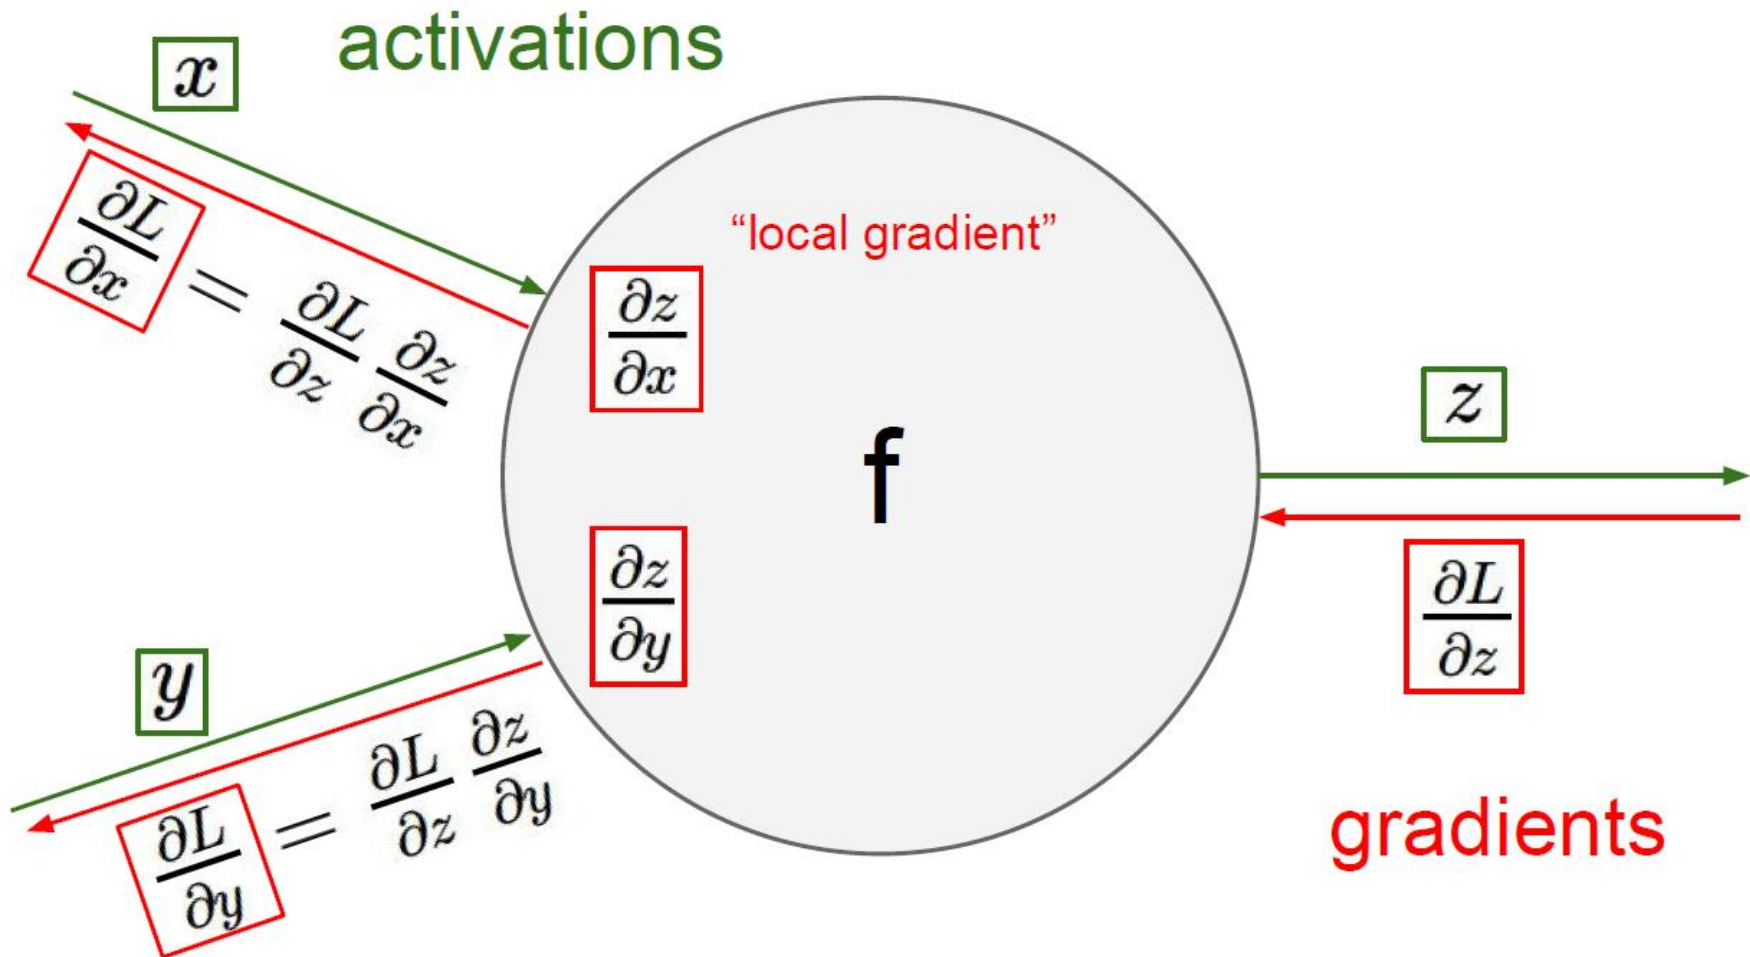 activations
x
∂L/∂x = ∂L/∂z ∂z/∂x
“local gradient”
∂z/∂x
f
∂z/∂y
z
∂L/∂z
y
∂L/∂y = ∂L/∂z ∂z/∂y
gradients